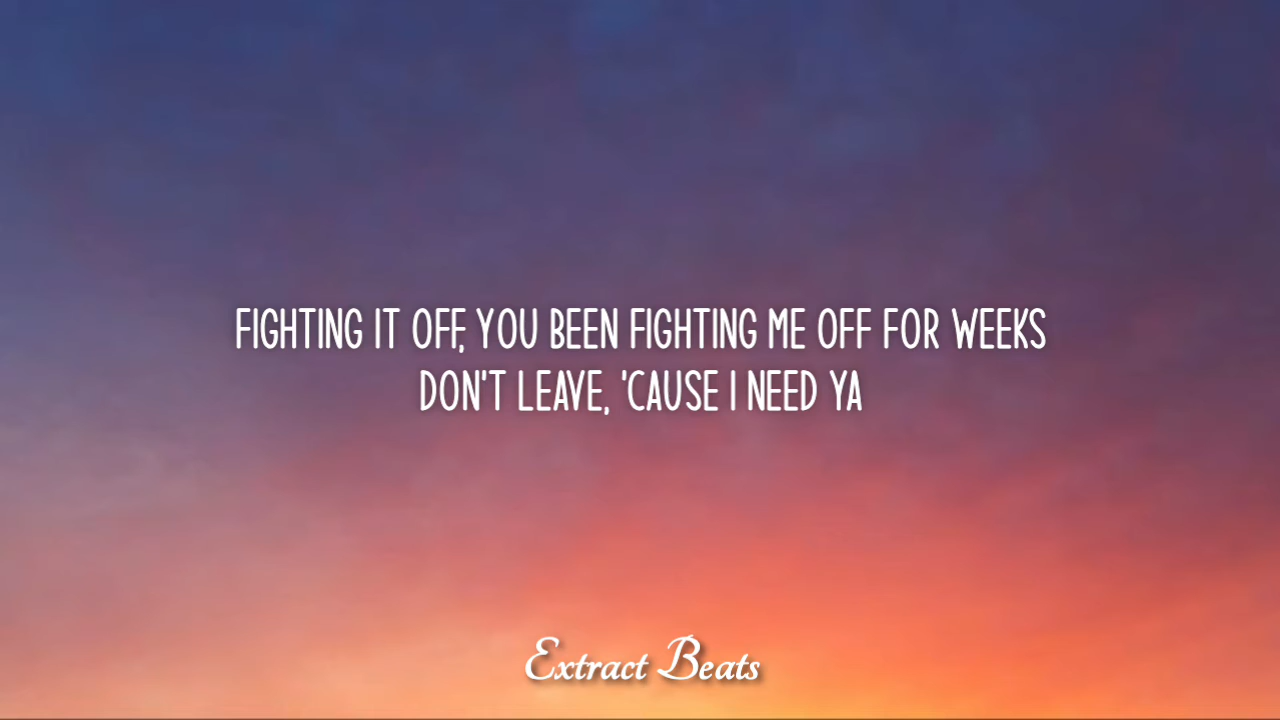 FIGHTING IT OFF, YOU BEEN FIGHTING ME OFF FOR WEEKS
DON'T LEAVE, 'CAUSE I NEED YA
Extract Beats